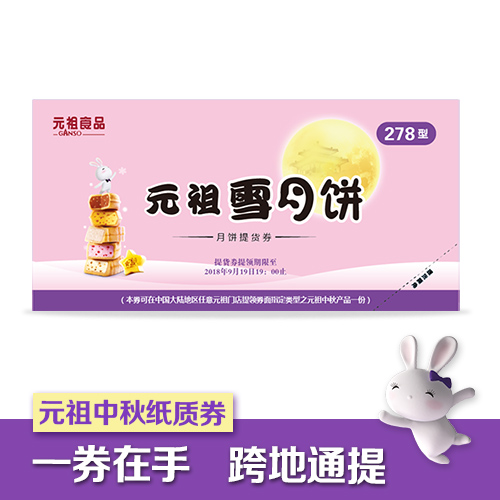 元祖食品
GANSO
278型
元祖雪月饼
月饼提货券
提货券提领期限至
2018年9月19日19：00止
（本券可在中国大陆地区任意元祖门店提领券面指定类型之元祖中秋产品一份）
元祖中秋纸质券
一券在手 跨地通提